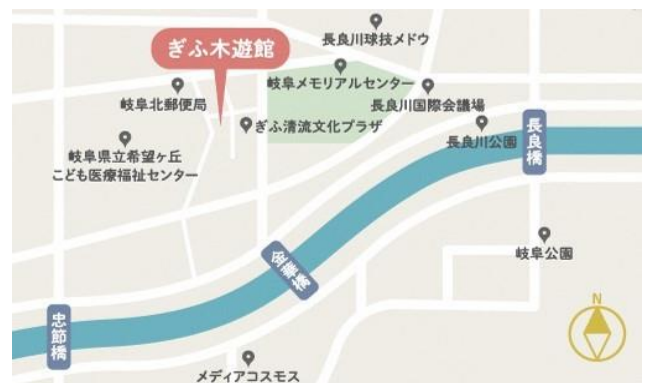 長良川球技メドウ
ぎふ木遊館
岐阜メモリアルセンター
岐阜北郵便局
長良川国際会議場
ぎふ清流文化プラザ
長良川公園
長良橋
岐阜県立希望ヶ丘
こども医療福祉センター
岐阜公園
金華橋
N
忠節橋
メディアコスモス